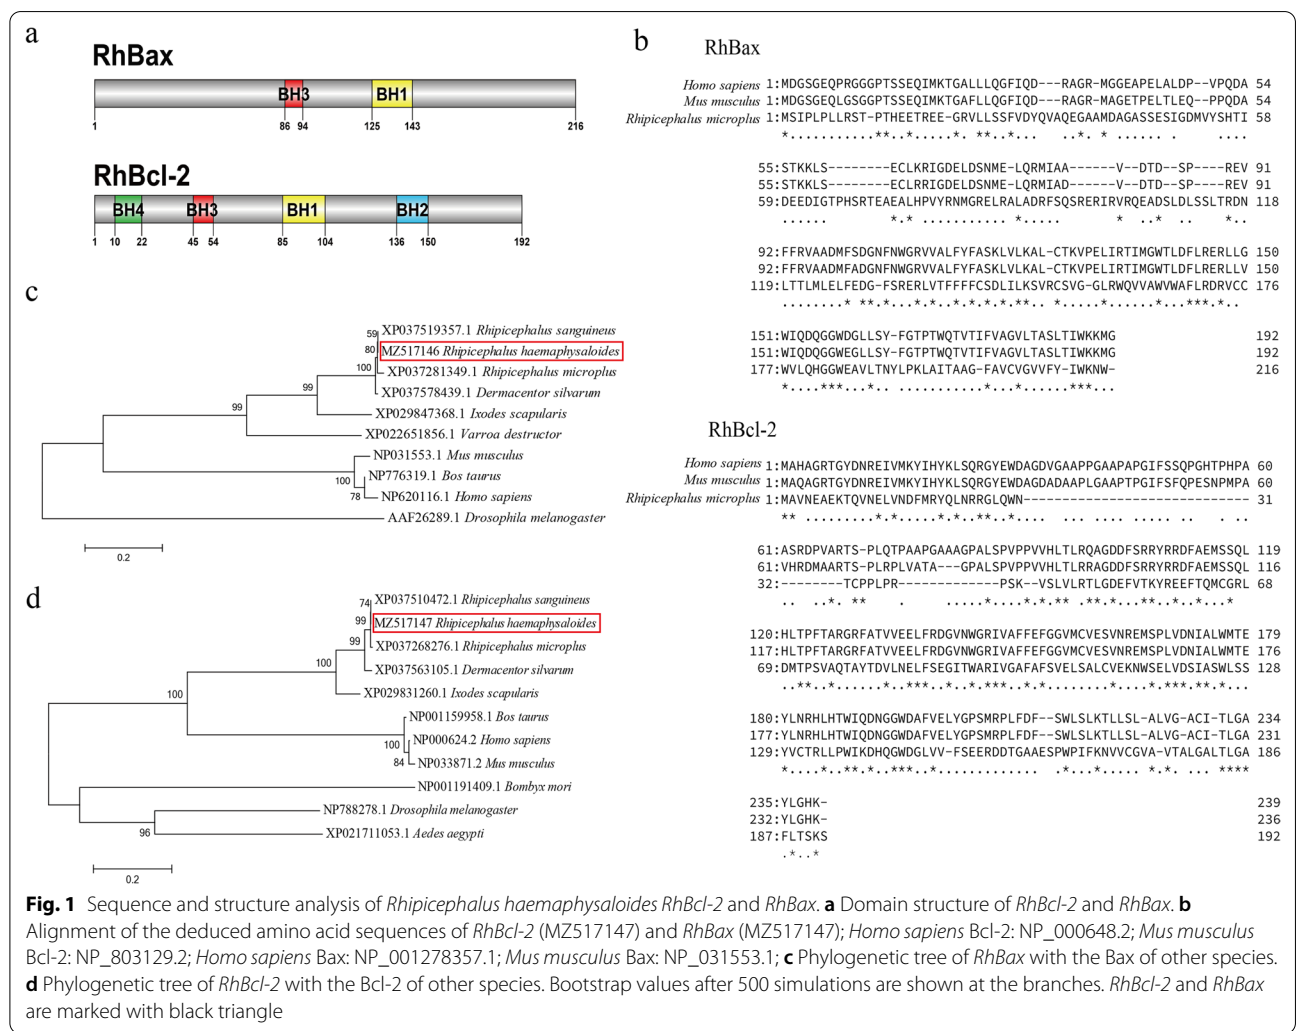 a
RhBax
BH3 BH1
1 86 94 125 143 216
RhBcl-2
BH4 BH3 BH1 BH2
1 10 22 45 54 85 104 136 150 192
b
RhBax
Homo sapiens 1:MDGSGEQPRGGGPTSSEQIMKTGALLLQGFIQD---RAGR-MGGEAPELALDP--VPQDA 54
Mus musculus 1:MDGSGEQLGSGGPTSSEQIMKTGAFLLQGFIQD---RAGR-MAGETPELTLEQ--PPQDA 54
Rhipicephalus microplus 1:MSIPLPLLRST-PTHEETREE-GRVLLSSFVDYQVAQEGAAMDAGASSESIGDMVYSHTI 58
55:STKKLS--------ECLKRIGDELDSNME-LQRMIAA------V--DTD--SP---REV 91
55:STKKLS--------ECLRRIGDELDSNME-LQRMIAD------V--DTD--SP---REV 91
59:DEEDIGTPHSRTEAEALHPVYRNMGRELRALADRFSQSRERIRVRQEADSLDLSSLTRDN 118
92:FFRVAADMFSDGNFNWGRVVALFYFASKLVLKAL-CTKVPELIRTIMGWTLDFLRERLLG 150
92:FFRVAADMFADGNFNWGRVVALFYFASKLVLKAL-CTKVPELIRTIMGWTLDFLRERLLV 150
119:LTTLMLELFEDG-FSRERLVTFFFFCSDLILKSVRCSVG-GLRWQVVAWVWAFLRDRVCC 176
151:WIQDQGGWDGLLSY-FGTPTWQTVTIFVAGVLTASLTIWKKMG 192
151:WIQDQGGWEGLLSY-FGTPTWQTVTIFVAGVLTASLTIWKKMG 192
177:WVLQHGGWEAVLTNYLPKLAITAAG-FAVCVGVVFY-IWKNW- 216
RhBcl-2
Homo sapiens 1:MAHAGRTGYDNREIVMKYIHYKLSQRGYEWDAGDVGAAPPGAAPAPGIFSSQPGHTPHPA 60
Mus musculus 1:MAQAGRTGYDNREIVMKYIHYKLSQRGYEWDAGDADAAPLGAAPTPGIFSFQPESNPMPA 60
Rhipicephalus microplus 1:MAVNEAEKTQVNELVNDFMRYQLNRRGLQWN----------------------------- 31
61:ASRDPVARTS-PLQTPAAPGAAAGPALSPVPPVVHLTLRQAGDDFSRRYRRDFAEMSSQL 119
61:VHRDMAARTS-PLRPLVATA---GPALSPVPPVVHLTLRRAGDDFSRRYRRDFAEMSSQL 116
32:--------TCPPLPR-------------PSK--VSLVLRTLGDEFVTKYREEFTQMCGRL 68
120:HLTPFTARGRFATVVEELFRDGVNWGRIVAFFEFGGVMCVESVNREMSPLVDNIALWMTE 179
117:HLTPFTARGRFATVVEELFRDGVNWGRIVAFFEFGGVMCVESVNREMSPLVDNIALWMTE 176
69:DMTPSVAQTAYTDVLNELFSEGITWARIVGAFAFSVELSALCVEKNWSELVDSIASWLSS 128
180:YLNRHLHTWIQDNGGWDAFVELYGPSMRPLFDF--SWLSLKTLLSL-ALVG-ACI-TLGA 234
177:YLNRHLHTWIQDNGGWDAFVELYGPSMRPLFDF--SWLSLKTLLSL-ALVG-ACI-TLGA 231
129:YVCTRLLPWIKDHQGWDGLVV-FSEERDDTGAAESPWPIFKNVVCGVA-VTALGALTLGA 186
235:YLGHK- 239
232:YLGHK- 236
187:FLTSKS 192
c
XP037519357.1 Rhipicephalus sanguineus
MZ517146 Rhipicephalus haemaphysaloides
XP037281349.1 Rhipicephalus microplus
XP037578439.1 Dermacentor silvarum
XP029847368.1 Ixodes scapularis
XP022651856.1 Varroa destructor
NP031553.1 Mus musculus
NP776319.1 Bos taurus
NP620116.1 Homo sapiens
AAF26289.1 Drosophila melanogaster
59
80
100
99
99
78
0.2
d
XP037510472.1 Rhipicephalus sanguineus
MZ517147 Rhipicephalus haemaphysaloides
XP037268276.1 Rhipicephalus microplus
XP037563105.1 Dermacentor silvarum
XP029831260.1 Ixodes scapularis
NP001159958.1 Bos taurus
NP000624.2 Homo sapiens
NP033871.2 Mus musculus
NP001191409.1 Bombyx mori
NP788278.1 Drosophila melanogaster
XP021711053.1 Aedes aegypti
74
99
99
100
100
100
84
96
0.2
Fig. 1 Sequence and structure analysis of Rhipicephalus haemaphysaloides RhBcl-2 and RhBax. a Domain structure of RhBcl-2 and RhBax. b
Alignment of the deduced amino acid sequences of RhBcl-2 (MZ517147) and RhBax (MZ517147); Homo sapiens Bcl-2: NP_000648.2; Mus musculus
Bcl-2: NP_803129.2; Homo sapiens Bax: NP_001278357.1; Mus musculus Bax: NP_031553.1; c Phylogenetic tree of RhBax with the Bax of other species.
d Phylogenetic tree of RhBcl-2 with the Bcl-2 of other species. Bootstrap values after 500 simulations are shown at the branches. RhBcl-2 and RhBax
are marked with black triangle